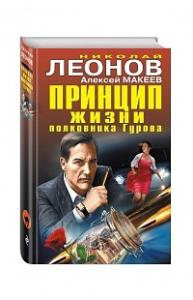 НИКОЛАЙ
ЛЕОНОВ
Алексей МАКЕЕВ
ПРИНЦИП
ЖИЗНИ
полковника Гурова